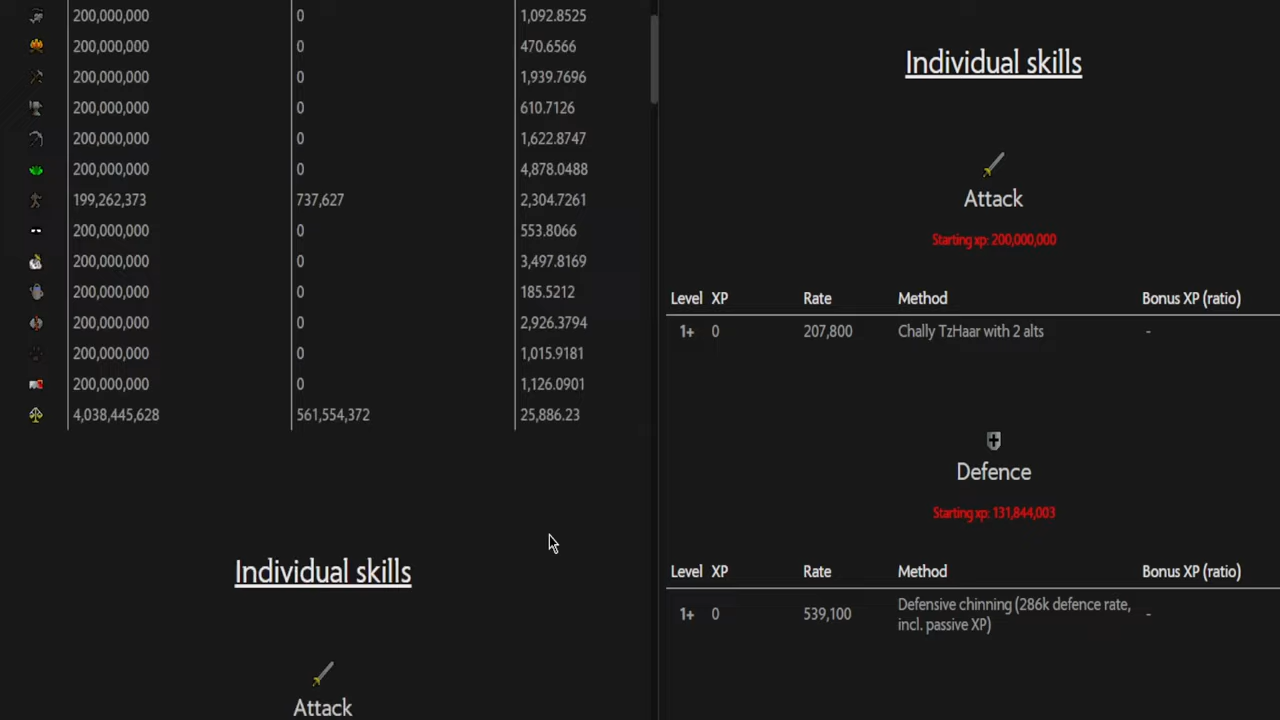 200,000,000 0 1,092.8525
200,000,000 0 470.6566
200,000,000 0 1,939.7696
200,000,000 0 610.7126
200,000,000 0 1,622.8747
200,000,000 0 4,878.0488
199,262,373 737,627 2,304.7261
200,000,000 0 553.8066
200,000,000 0 3,497.8169
200,000,000 0 185.5212
200,000,000 0 2,926.3794
200,000,000 0 1,015.9181
200,000,000 0 1,126.0901
4,038,445,628 561,554,372 25,886.23
Individual skills
Attack
Individual skills
Attack
Starting xp: 200,000,000
Level XP Rate Method Bonus XP (ratio)
1+ 0 207,800 Chally TzHaar with 2 alts -
Defence
Starting xp: 131,844,003
Level XP Rate Method Bonus XP (ratio)
1+ 0 539,100 Defensive chinning (286k defence rate, -
incl. passive XP)